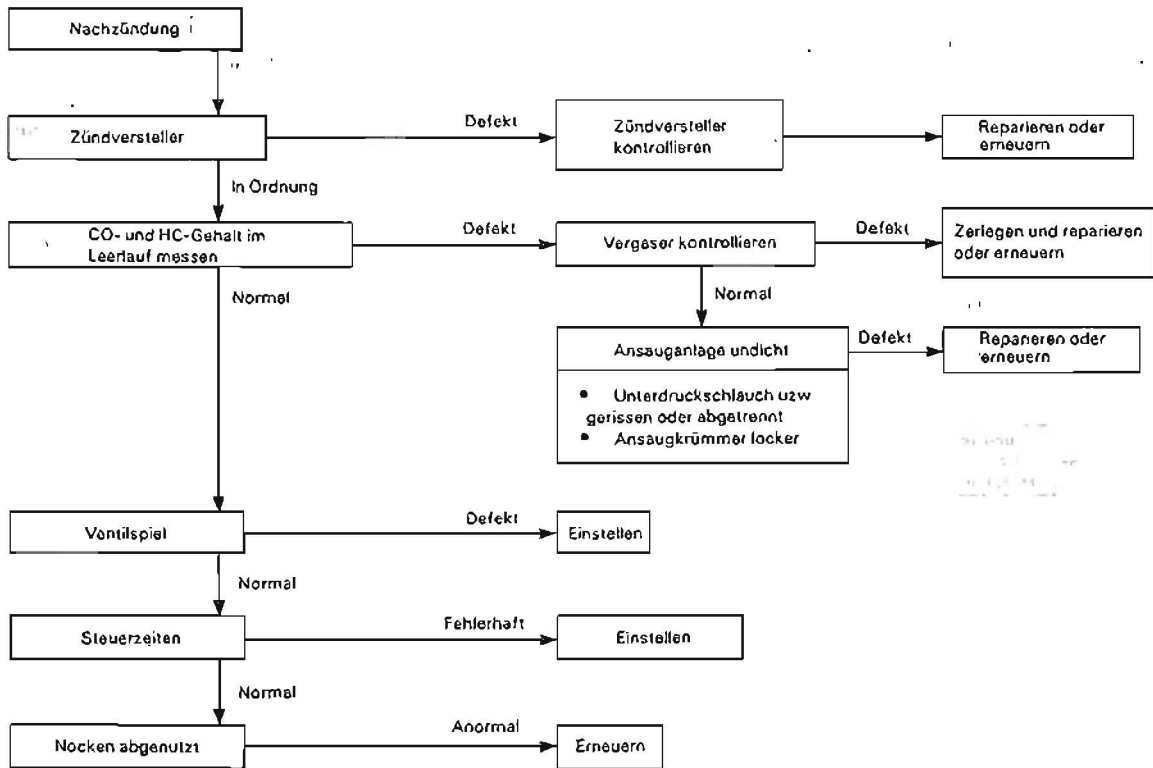 Nachzündung
Zündversteller
Defekt
Zündversteller
kontrollieren
Reparieren oder
erneuern
In Ordnung
CO- und HC-Gehalt im
Leerlauf messen
Defekt
Vergaser kontrollieren
Defekt
Zerlegen und reparieren
oder erneuern
Normal
Normal
Ansauganlage undicht
Defekt
Reparieren oder
erneuern
• Unterdruckschlauch uzw
gerissen oder abgetrennt
• Ansaugkrümmer locker
Ventilspiel
Defekt
Einstellen
Normal
Steuerzeiten
Fehlerhaft
Einstellen
Normal
Nocken abgenutzt
Anormal
Erneuern